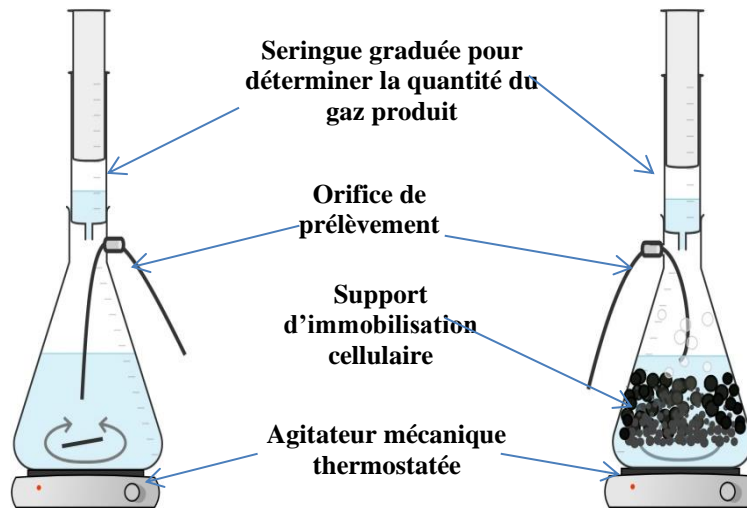 Seringue graduée pour
déterminer la quantité du
gaz produit
Orifice de
prélèvement
Support
d’immobilisation
cellulaire
Agitateur mécanique
thermostatée